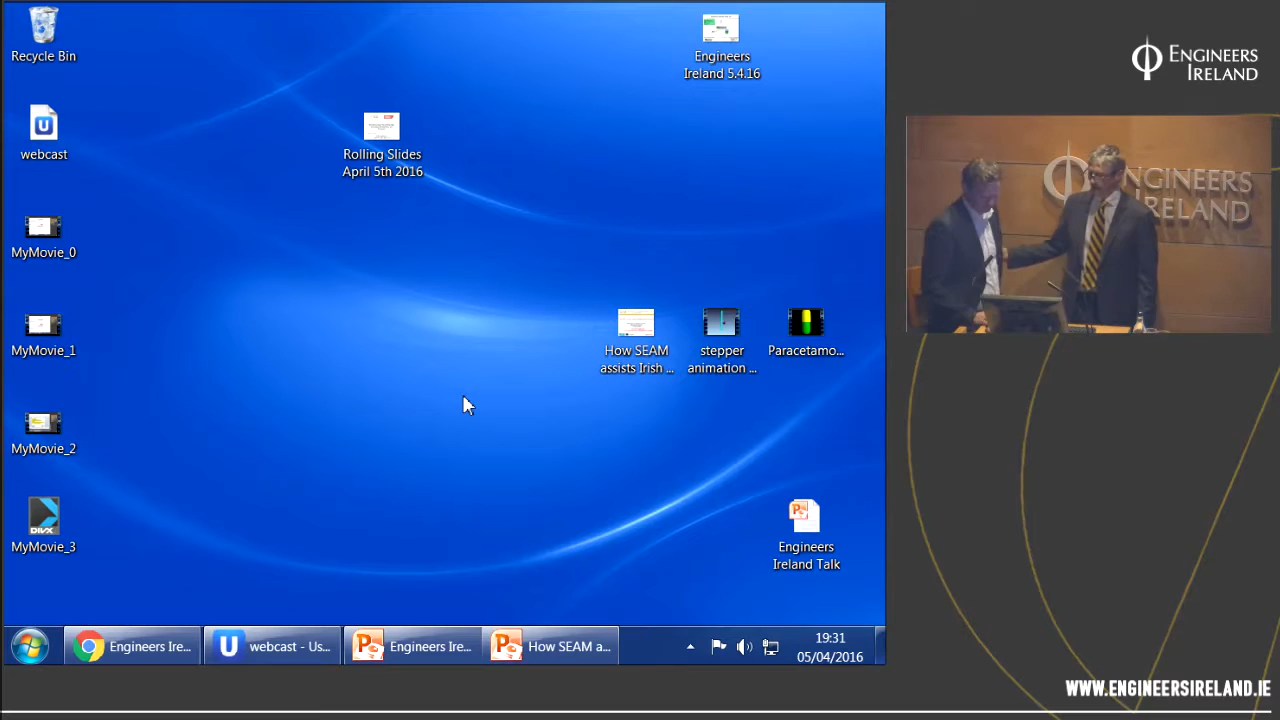 Recycle Bin
webcast
MyMovie_0
MyMovie_1
MyMovie_2
MyMovie_3
Rolling Slides
April 5th 2016
Engineers
Ireland 5.4.16
How SEAM
assists Irish ...
stepper
animation ...
Paracetamo...
Engineers
Ireland Talk
Engineers Ire...
webcast - Us...
Engineers Ire...
How SEAM a...
19:31
05/04/2016
ENGINEERS
IRELAND
ENGINEERS
IRELAND
WWW.ENGINEERSIRELAND.IE